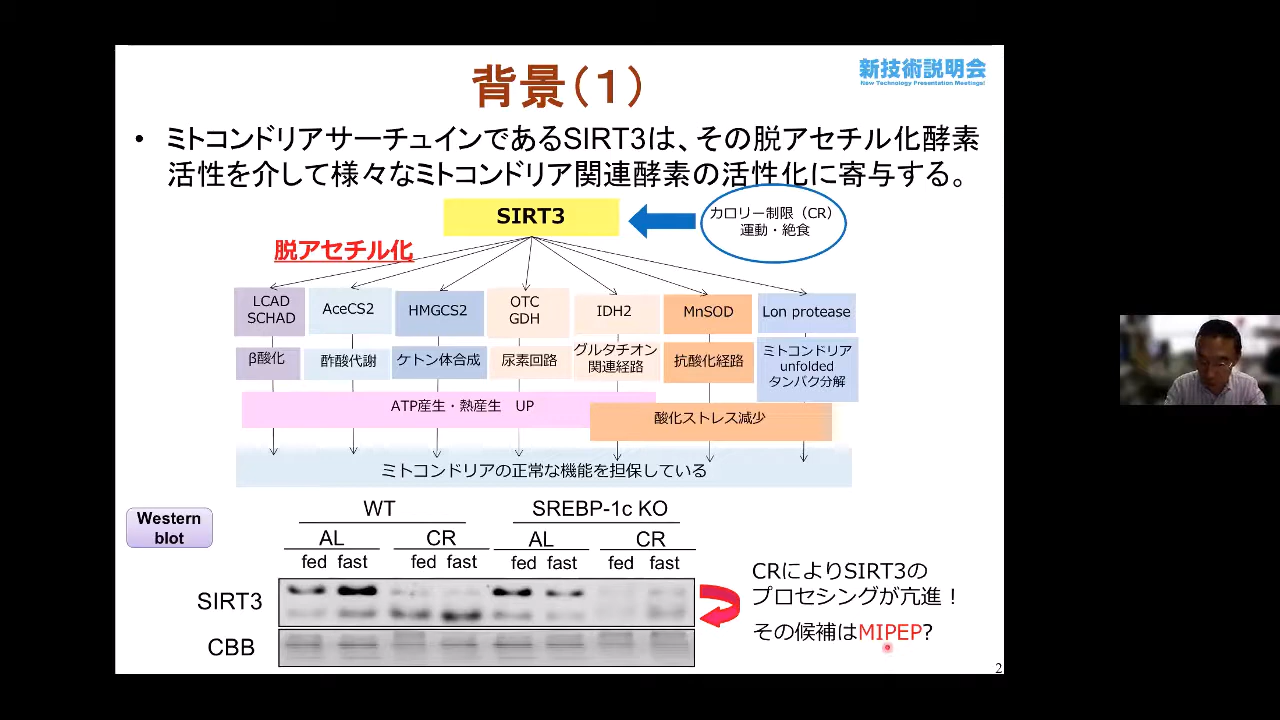 背景（１）
新技術説明会
New Technology Presentation Meetings!
• ミトコンドリアサーチュインであるSIRT3は、その脱アセチル化酵素
活性を介して様々なミトコンドリア関連酵素の活性化に寄与する。
SIRT3
カロリー制限（CR）
運動・絶食
脱アセチル化
LCAD
SCHAD
AceCS2
HMGCS2
OTC
GDH
IDH2
MnSOD
Lon protease
β酸化
酢酸代謝
ケトン体合成
尿素回路
グルタチオン
関連経路
抗酸化経路
ミトコンドリア
unfolded
タンパク分解
ATP産生・熱産生　UP
酸化ストレス減少
ミトコンドリアの正常な機能を担保している
Western
blot
WT
SREBP-1c KO
AL
CR
AL
CR
fed fast
fed fast
fed fast
fed fast
SIRT3
CBB
CRによりSIRT3の
プロセシングが亢進！
その候補はMIPEP?
2